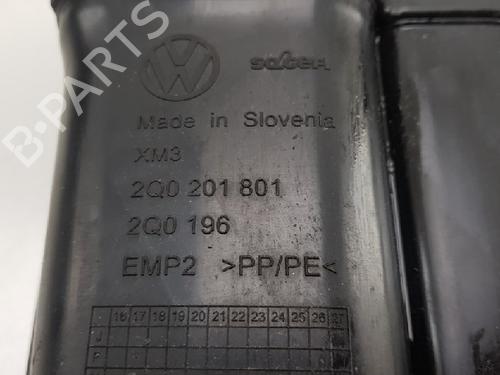 B-PARTS
VW
Made in Slovenia
XM3
2Q0 201 801
2Q0 196
EMP2 >PP/PE<
16 17 18 19 20 21 22 23 24 25 26 27